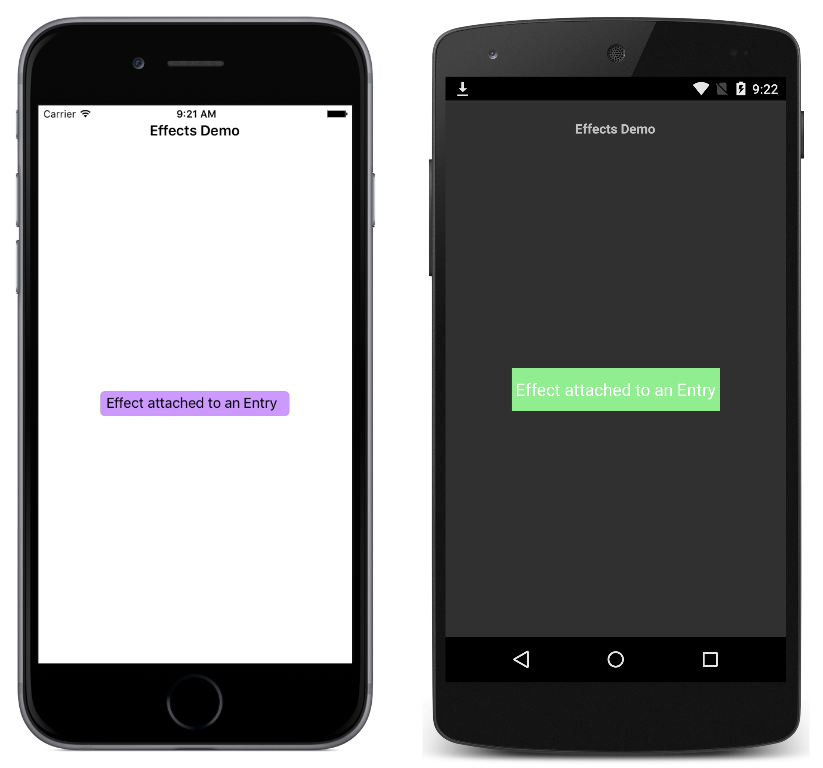 Carrier
9:21 AM
Effects Demo
Effect attached to an Entry
9:22
Effects Demo
Effect attached to an Entry